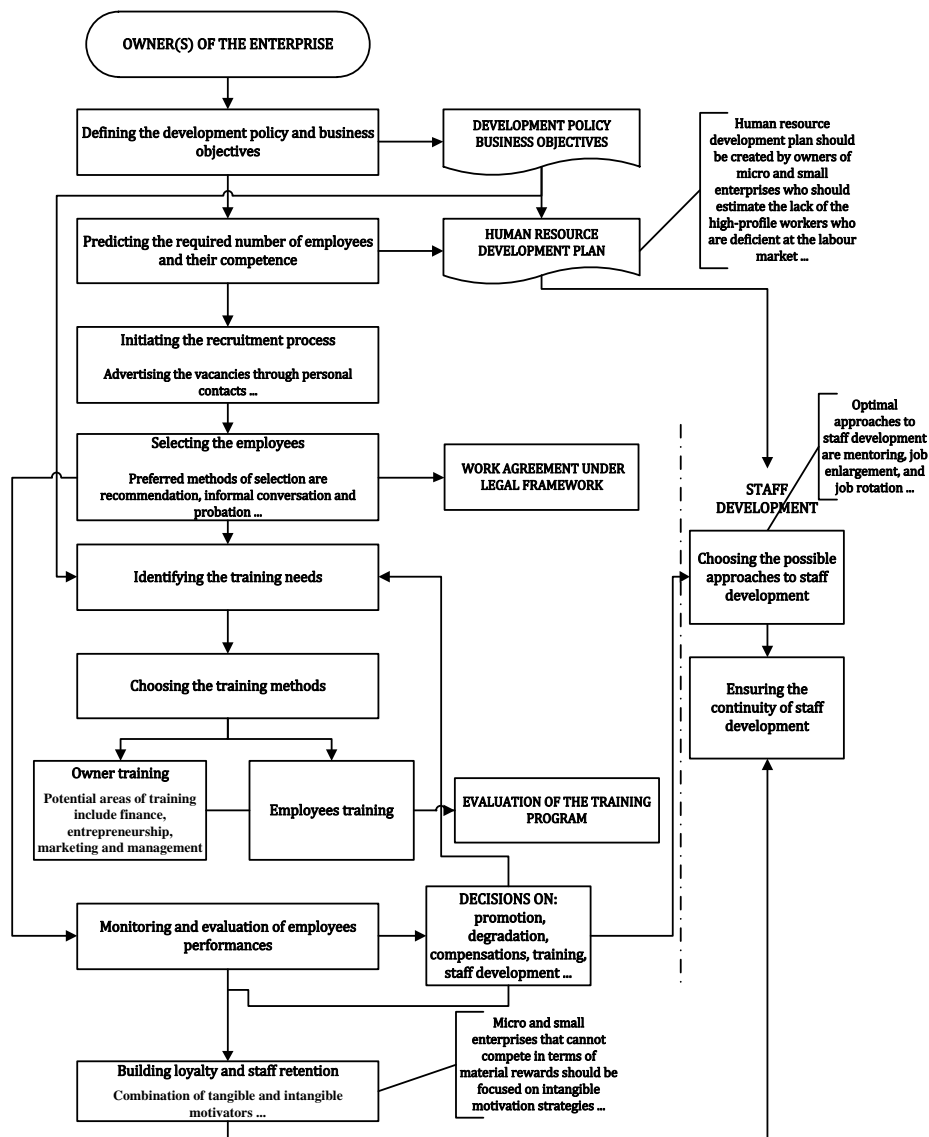 OWNER(S) OF THE ENTERPRISE
Defining the development policy and business
objectives
DEVELOPMENT POLICY
BUSINESS OBJECTIVES
Human resource
development plan should
be created by owners of
micro and small
enterprises who should
estimate the lack of the
high-profile workers who
are deficient at the labour
market ...
Predicting the required number of employees
and their competence
HUMAN RESOURCE
DEVELOPMENT PLAN
Initiating the recruitment process
Advertising the vacancies through personal
contacts ...
Selecting the employees
Preferred methods of selection are
recommendation, informal conversation and
probation ...
WORK AGREEMENT UNDER
LEGAL FRAMEWORK
Optimal
approaches to
staff development
are mentoring, job
enlargement, and
job rotation ...
STAFF
DEVELOPMENT
Identifying the training needs
Choosing the possible
approaches to staff
development
Choosing the training methods
Ensuring the
continuity of staff
development
Owner training
Potential areas of training
include finance,
entrepreneurship,
marketing and management
Employees training
EVALUATION OF THE TRAINING
PROGRAM
Monitoring and evaluation of employees
performances
DECISIONS ON:
promotion,
degradation,
compensations, training,
staff development ...
Building loyalty and staff retention
Combination of tangible and intangible
motivators ...
Micro and small
enterprises that cannot
compete in terms of
material rewards should be
focused on intangible
motivation strategies ...